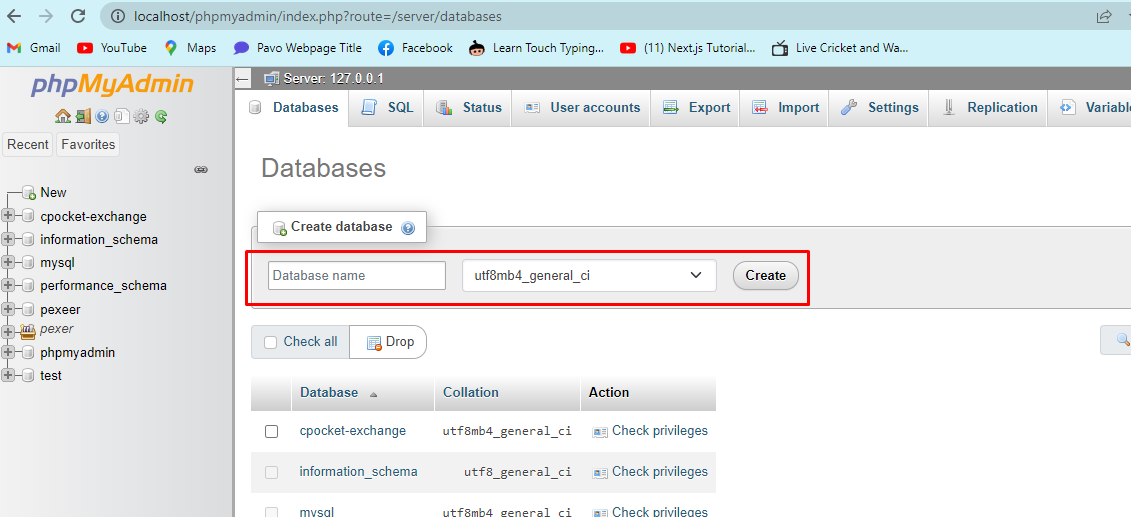 localhost/phpmyadmin/index.php?route=/server/databases
Gmail YouTube Maps Pavo Webpage Title Facebook Learn Touch Typing... (11) Next.js Tutorial... Live Cricket and Wa...
phpMyAdmin
Recent Favorites
New
cpocket-exchange
information_schema
mysql
performance_schema
pexeer
pexer
phpmyadmin
test
Server: 127.0.0.1
Databases SQL Status User accounts Export Import Settings Replication Variable
Databases
Create database
Database name utf8mb4_general_ci Create
Check all Drop
Database Collation Action
cpocket-exchange utf8mb4_general_ci Check privileges
information_schema utf8_general_ci Check privileges
mysql utf8mb4_general_ci Check privileges